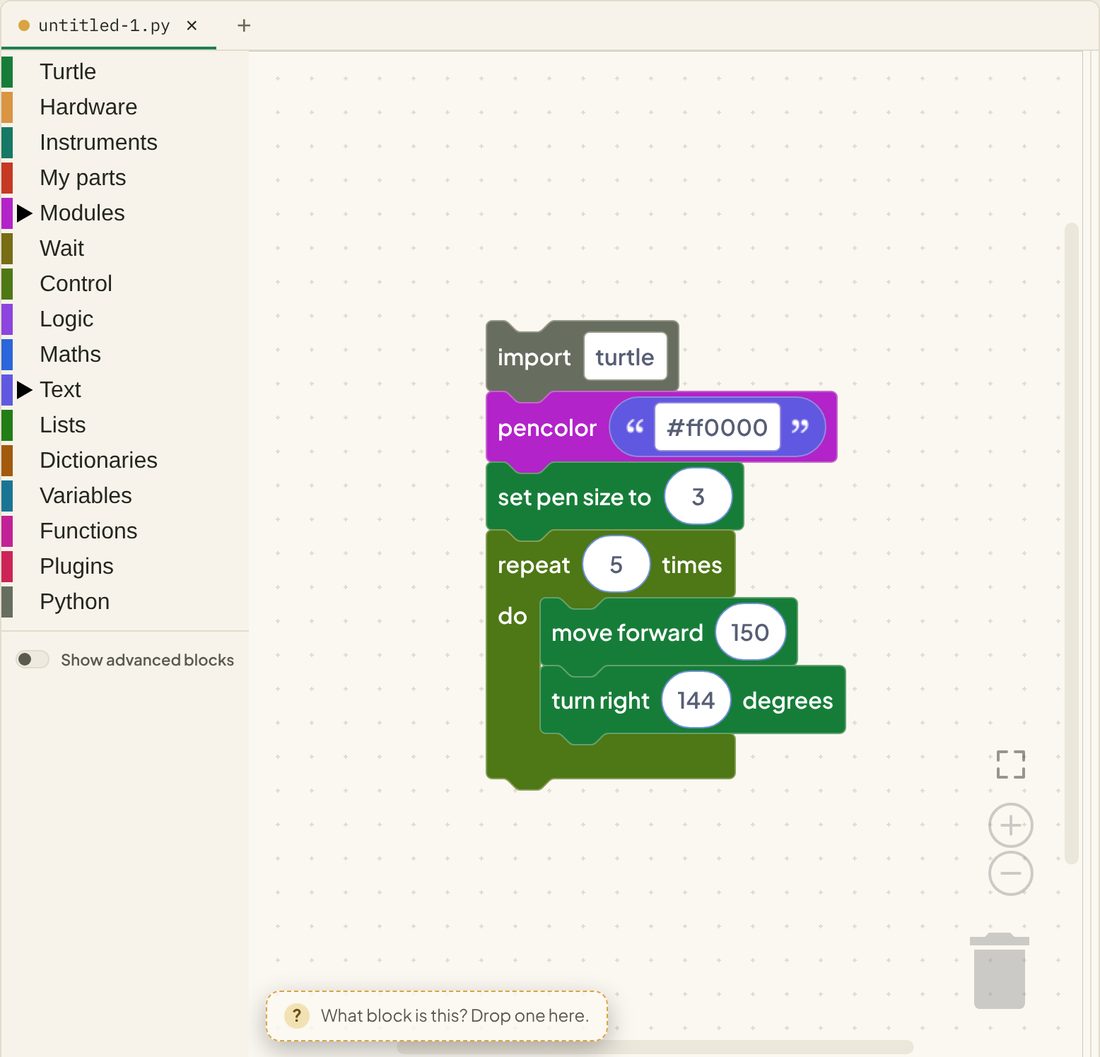 untitled-1.py × +
Turtle
Hardware
Instruments
My parts
Modules
Wait
Control
Logic
Maths
Text
Lists
Dictionaries
Variables
Functions
Plugins
Python
Show advanced blocks
import turtle
pencolor “ #ff0000 ”
set pen size to 3
repeat 5 times
do
move forward 150
turn right 144 degrees
? What block is this? Drop one here.